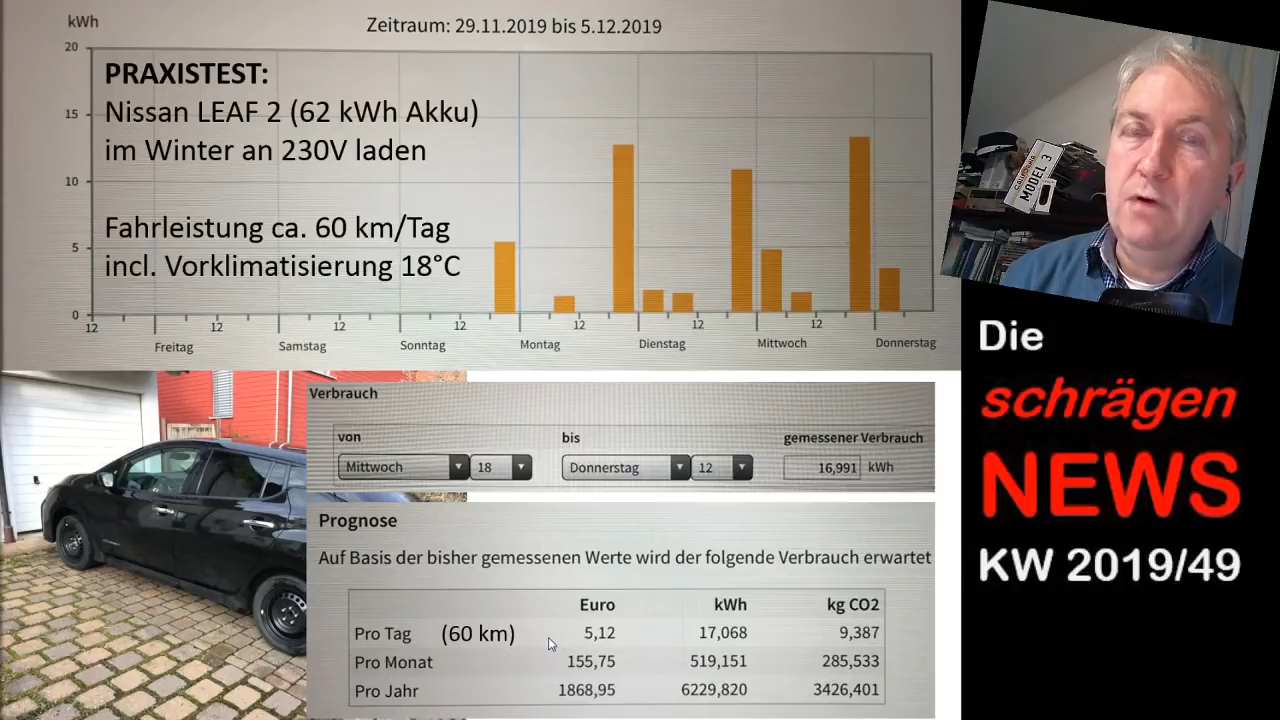 kWh
Zeitraum: 29.11.2019 bis 5.12.2019
20
15
10
5
0
PRAXISTEST:
Nissan LEAF 2 (62 kWh Akku)
im Winter an 230V laden
Fahrleistung ca. 60 km/Tag
incl. Vorklimatisierung 18°C
12 12 12 12 12 12 12
Freitag Samstag Sonntag Montag Dienstag Mittwoch Donnerstag
CALIFORNIA
MODEL 3
Die
schrägen
NEWS
KW 2019/49
Verbrauch
von bis gemessener Verbrauch
Mittwoch 18 Donnerstag 12 16,991 kWh
Prognose
Auf Basis der bisher gemessenen Werte wird der folgende Verbrauch erwartet
Euro kWh kg CO2
Pro Tag (60 km) 5,12 17,068 9,387
Pro Monat 155,75 519,151 285,533
Pro Jahr 1868,95 6229,820 3426,401